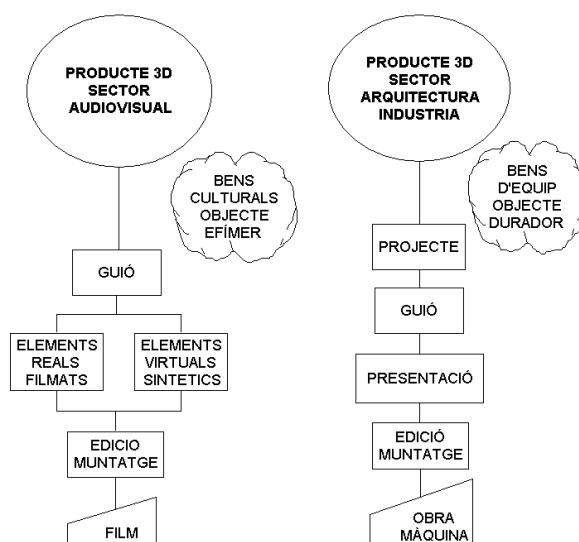 PRODUCTE 3D
SECTOR
AUDIOVISUAL
BENS
CULTURALS
OBJECTE
EFÍMER
GUIÓ
ELEMENTS
REALS
FILMATS
ELEMENTS
VIRTUALS
SINTETICS
EDICIO
MUNTATGE
FILM
PRODUCTE 3D
SECTOR
ARQUITECTURA
INDUSTRIA
BENS
D'EQUIP
OBJECTE
DURADOR
PROJECTE
GUIÓ
PRESENTACIÓ
EDICIÓ
MUNTATGE
OBRA
MÀQUINA